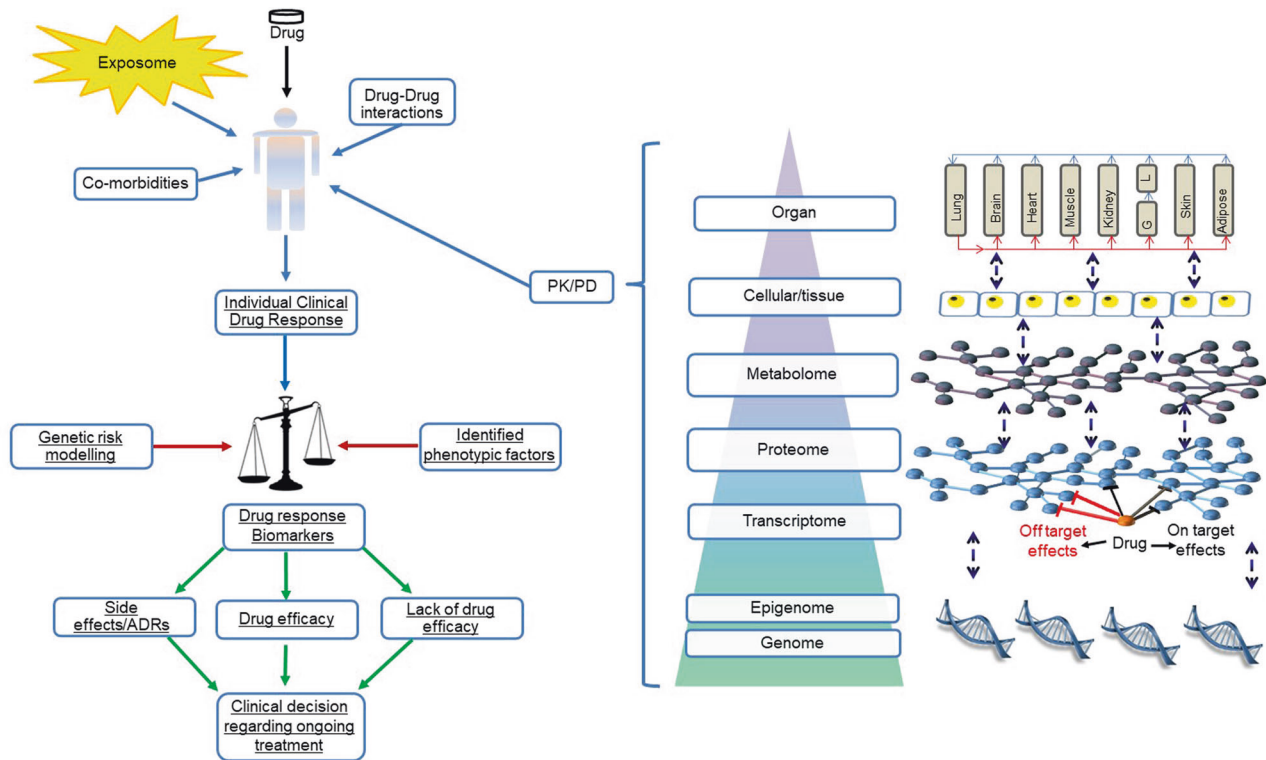 Drug
Exposome
Drug-Drug
interactions
Co-morbidities
PK/PD
Individual Clinical
Drug Response
Genetic risk
modelling
Identified
phenotypic factors
Drug response
Biomarkers
Side
effects/ADRs
Drug efficacy
Lack of drug
efficacy
Clinical decision
regarding ongoing
treatment
Organ
Cellular/tissue
Metabolome
Proteome
Transcriptome
Epigenome
Genome
Lung
Brain
Heart
Muscle
Kidney
L
G
Skin
Adipose
Off target
effects
Drug
On target
effects